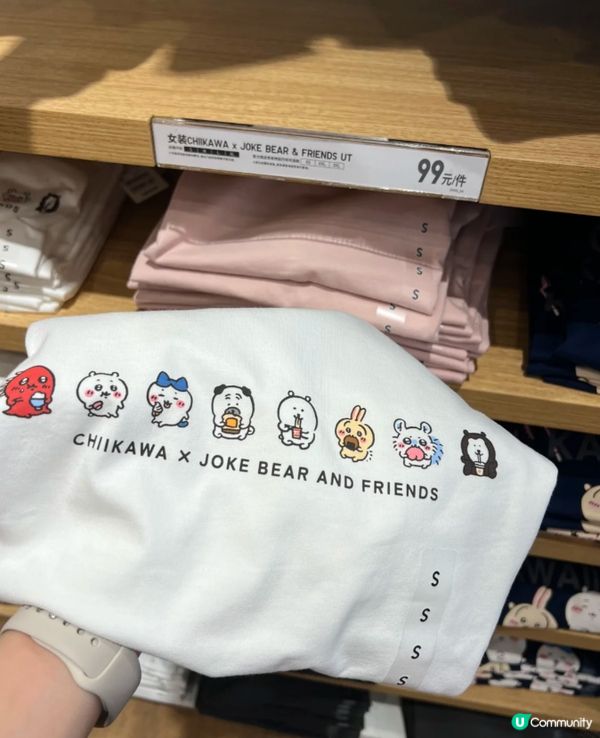 女装CHIIKAWA x JOKE BEAR & FRIENDS UT
99元/件
S
S
S
S
S
S
S
CHIIKAWA × JOKE BEAR AND FRIENDS
S
S
S
S
U Community